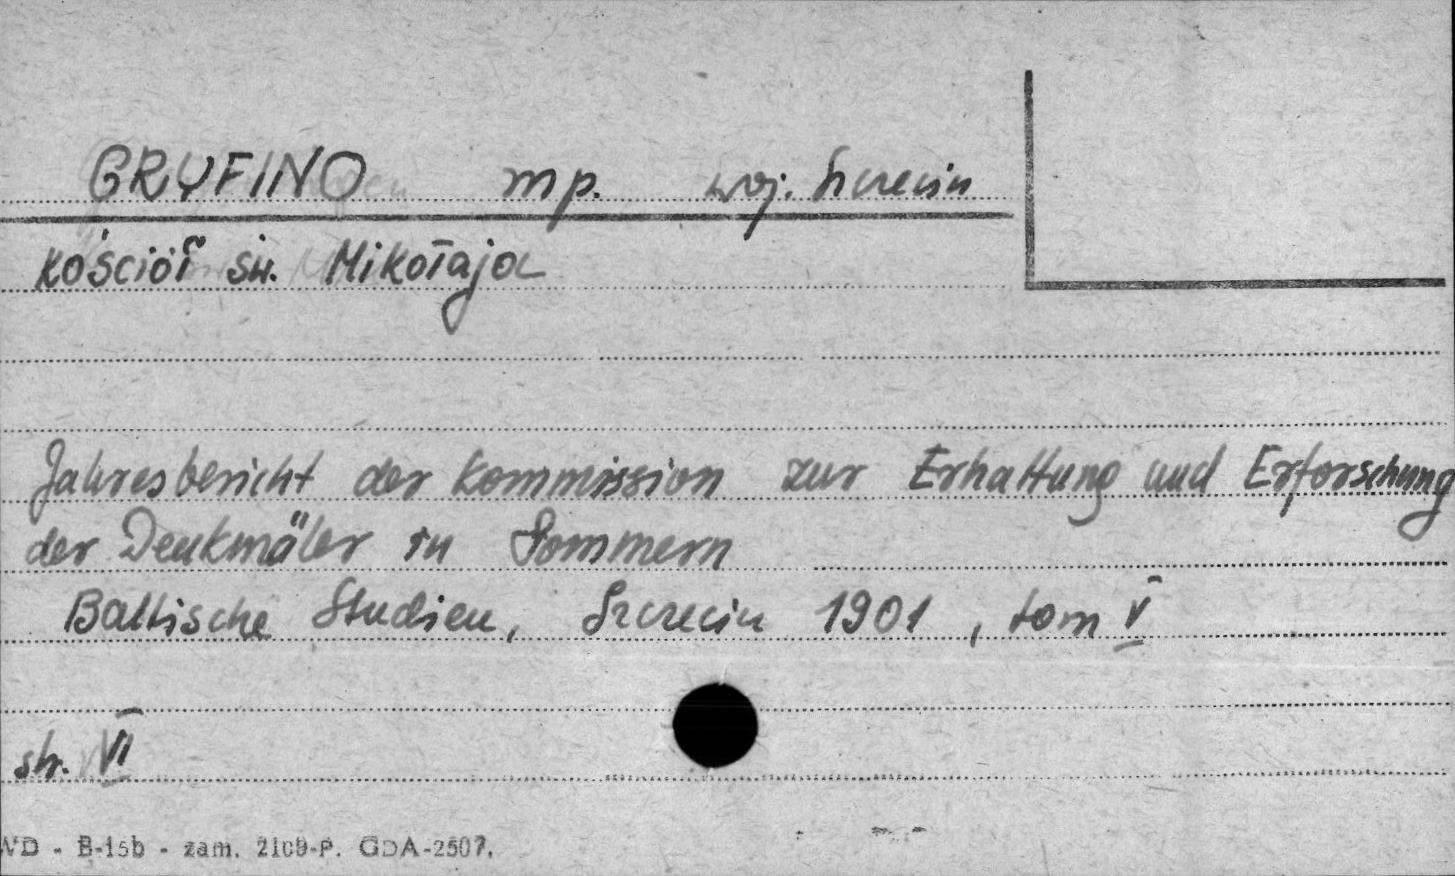 GRYFINO mp. woj. Szczecin
Kościół św. Mikołaja
Jahresbericht der Kommission zur Erhaltung und Erforschung
der Denkmäler in Pommern
Baltische Studien, Szczecin 1901, tom V
str. VI
WD - B-15b - zam. 2109-P. GDA-2507.